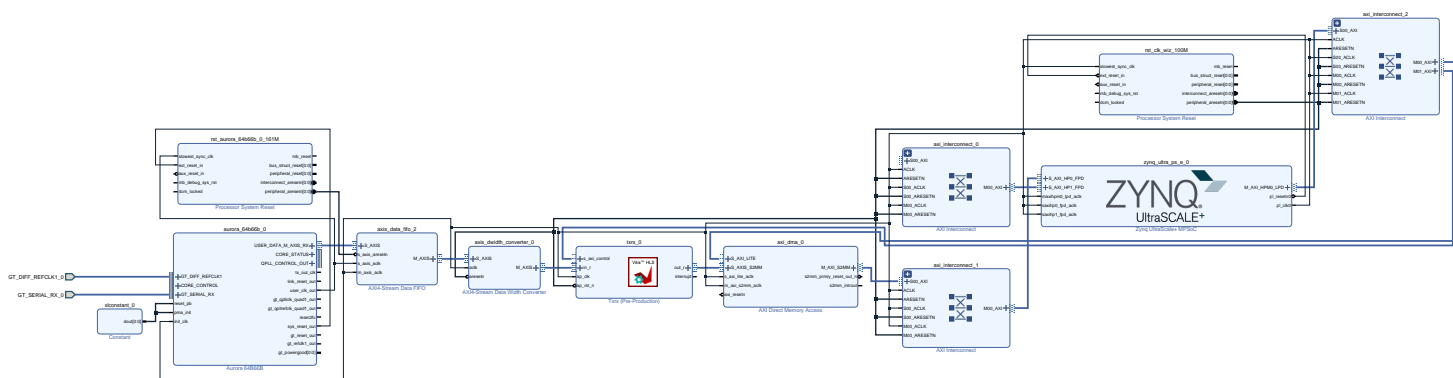 axi_interconnect_2
S00_AXI
ACLK
ARESETN
S00_ACLK
S00_ARESETN
M00_ACLK
M00_ARESETN
M01_ACLK
M01_ARESETN
M00_AXI
M01_AXI
AXI Interconnect
rst_clk_wiz_100M
slowest_sync_clk
ext_reset_in
aux_reset_in
mb_debug_sys_rst
dcm_locked
mb_reset
bus_struct_reset[0:0]
peripheral_reset[0:0]
interconnect_aresetn[0:0]
peripheral_aresetn[0:0]
Processor System Reset
rst_aurora_64b66b_0_161M
slowest_sync_clk
ext_reset_in
aux_reset_in
mb_debug_sys_rst
dcm_locked
mb_reset
bus_struct_reset[0:0]
peripheral_reset[0:0]
interconnect_aresetn[0:0]
peripheral_aresetn[0:0]
Processor System Reset
axi_interconnect_0
S00_AXI
ACLK
ARESETN
S00_ACLK
S00_ARESETN
M00_ACLK
M00_ARESETN
M00_AXI
AXI Interconnect
zynq_ultra_ps_e_0
S_AXI_HP0_FPD
S_AXI_HP1_FPD
maxihpm0_lpd_aclk
saxihp0_fpd_aclk
saxihp1_fpd_aclk
ZYNQ
UltraSCALE+
M_AXI_HPM0_LPD
pl_resetn0
pl_clk0
Zynq UltraScale+ MPSoC
GT_DIFF_REFCLK1_0
GT_SERIAL_RX_0
xlconstant_0
dout[0:0]
Constant
aurora_64b66b_0
GT_DIFF_REFCLK1
CORE_CONTROL
GT_SERIAL_RX
reset_pb
pma_init
init_clk
USER_DATA_M_AXIS_RX
CORE_STATUS
QPLL_CONTROL_OUT
tx_out_clk
link_reset_out
user_clk_out
gt_qpllclk_quad1_out
gt_qpllrefclk_quad1_out
sys_reset_out
gt_reset_out
gt_refclk1_out
gt_powergood[0:0]
Aurora 64B66B
axis_data_fifo_2
S_AXIS
s_axis_aresetn
s_axis_aclk
m_axis_aclk
M_AXIS
AXI4-Stream Data FIFO
axis_dwidth_converter_0
S_AXIS
aclk
aresetn
M_AXIS
AXI4-Stream Data Width Converter
s_axi_control
in_r
ap_clk
ap_rst_n
Vitis™ HLS
out_r
interrupt
axi_dma_0
S_AXI_LITE
S_AXIS_S2MM
s_axi_lite_aclk
m_axi_s2mm_aclk
axi_resetn
M_AXI_S2MM
s2mm_prmry_reset_out_n
s2mm_introut
AXI Direct Memory Access
axi_interconnect_1
S00_AXI
ACLK
ARESETN
S00_ACLK
S00_ARESETN
M00_ACLK
M00_ARESETN
M00_AXI
AXI Interconnect